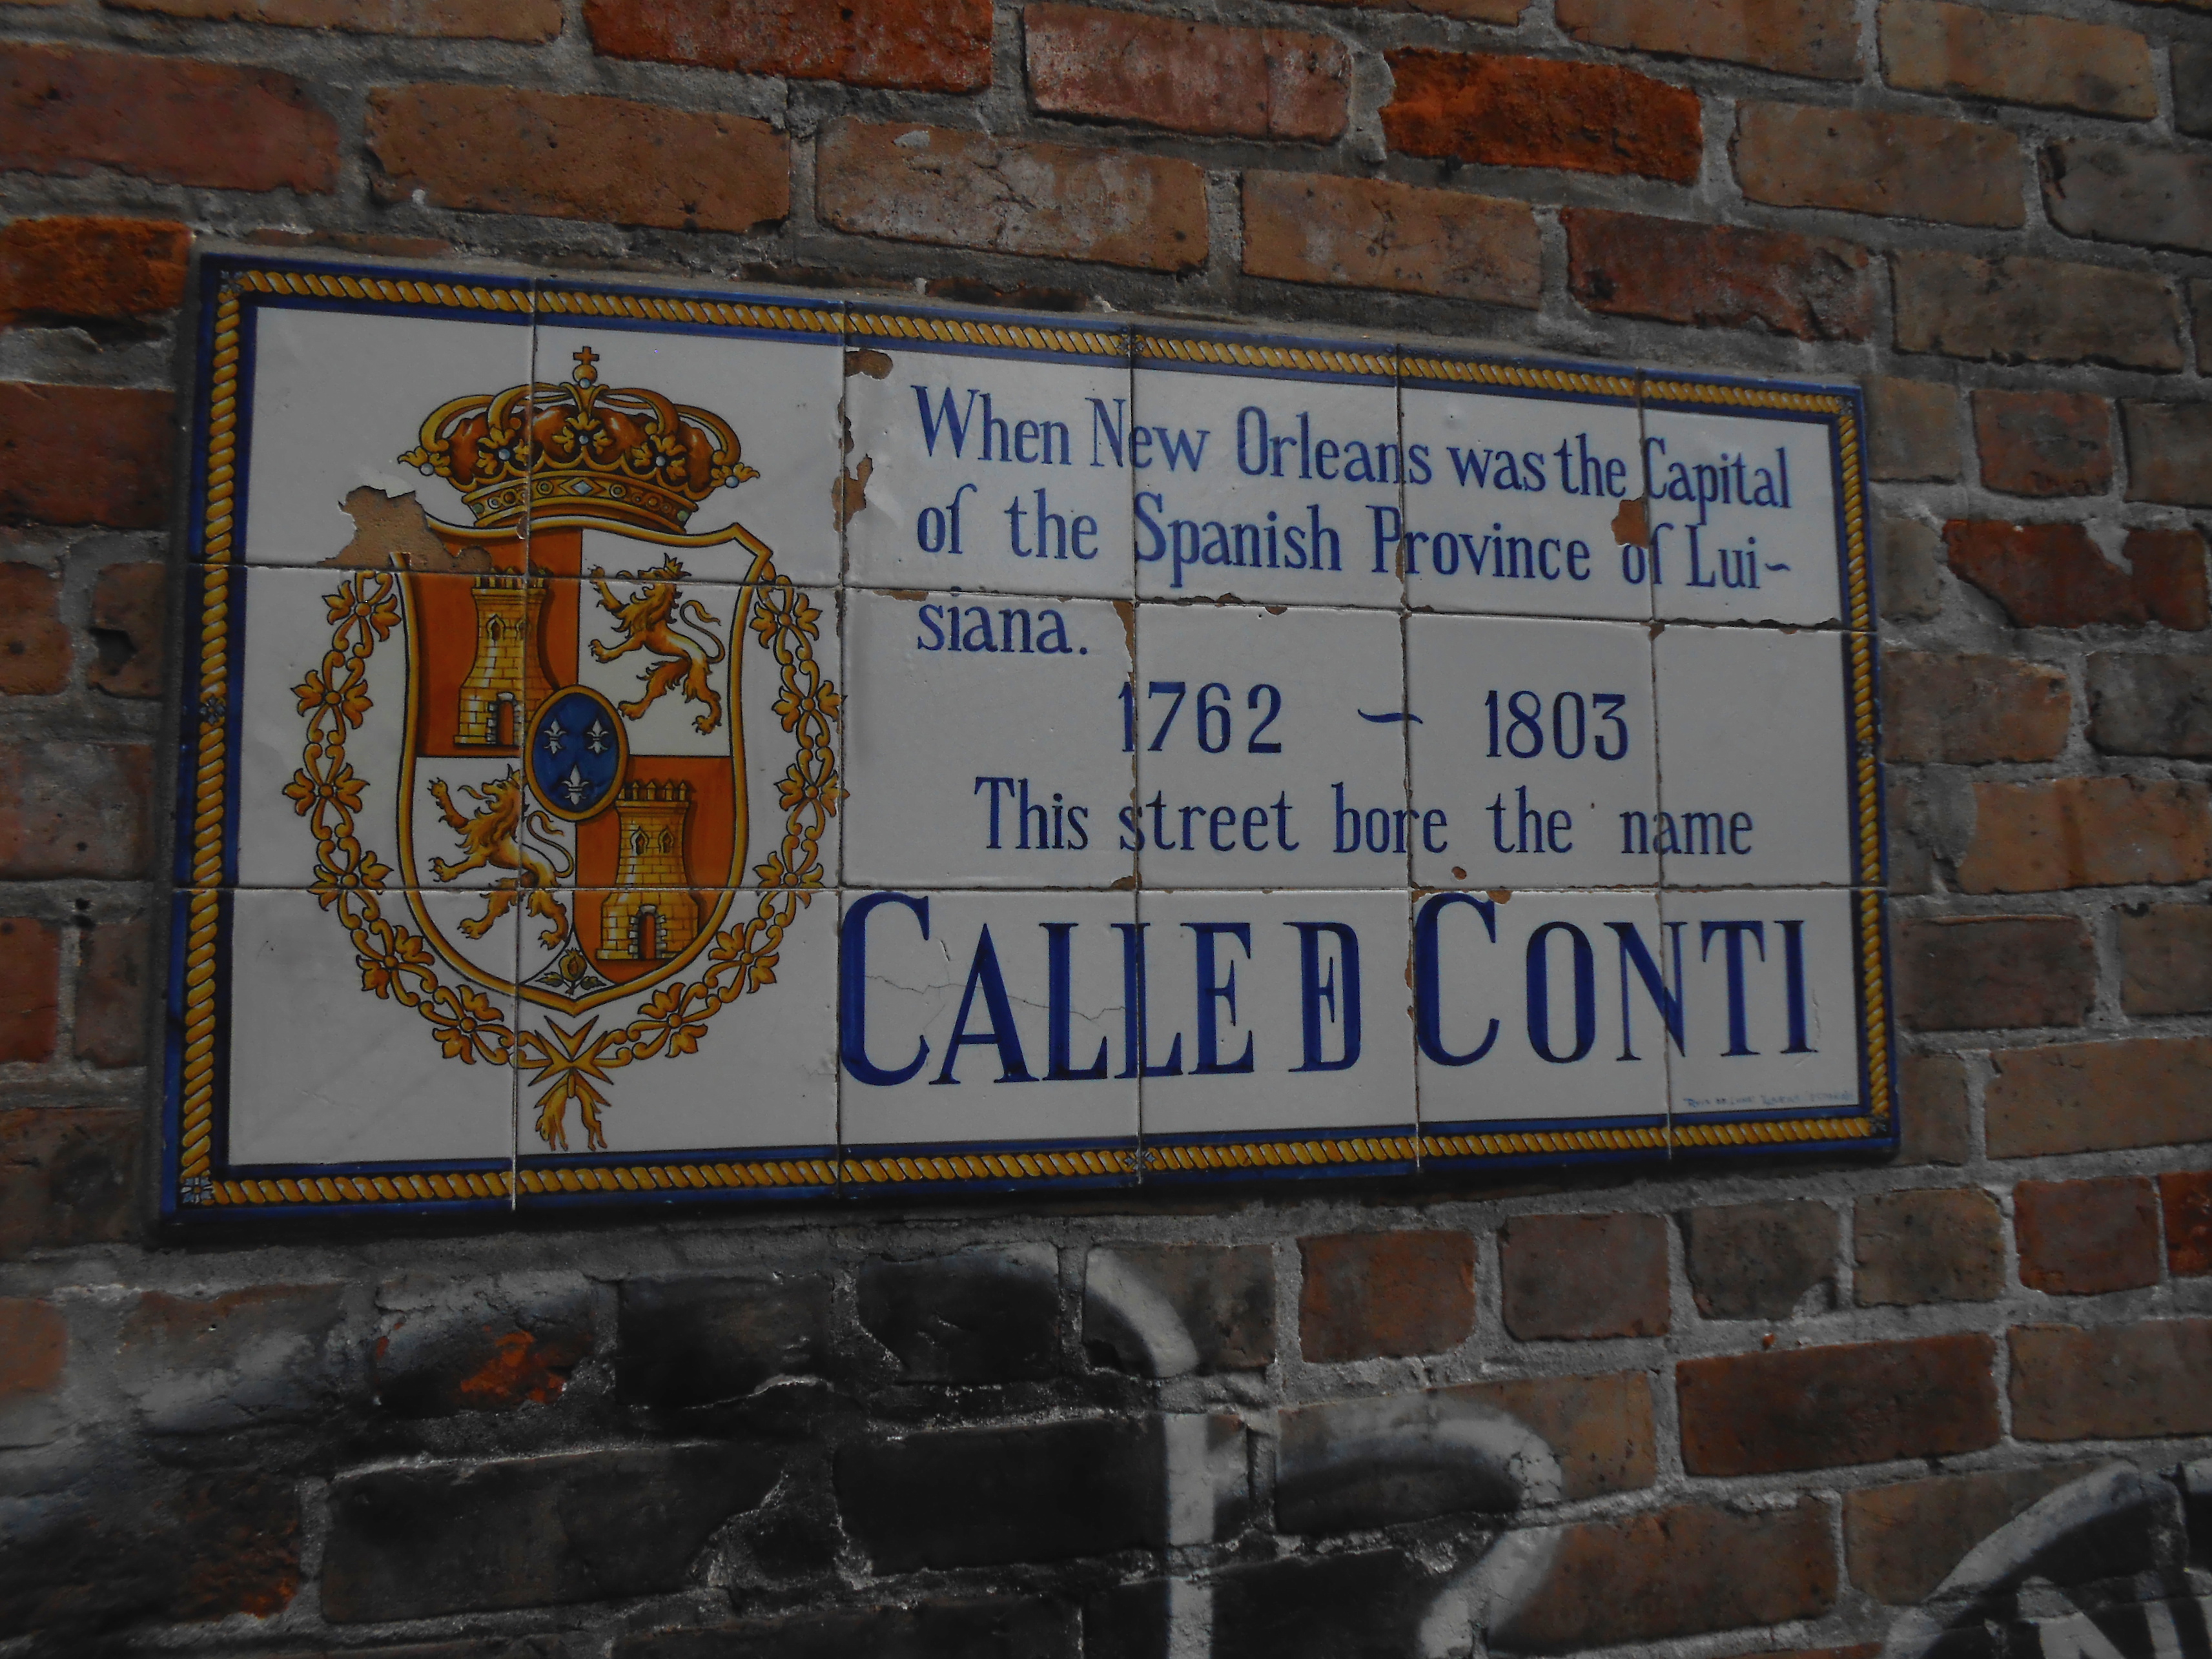 When New Orleans was the Capital
of the Spanish Province of Lui~
siana.
1762 ~ 1803
This street bore the name
CALLE DE CONTI